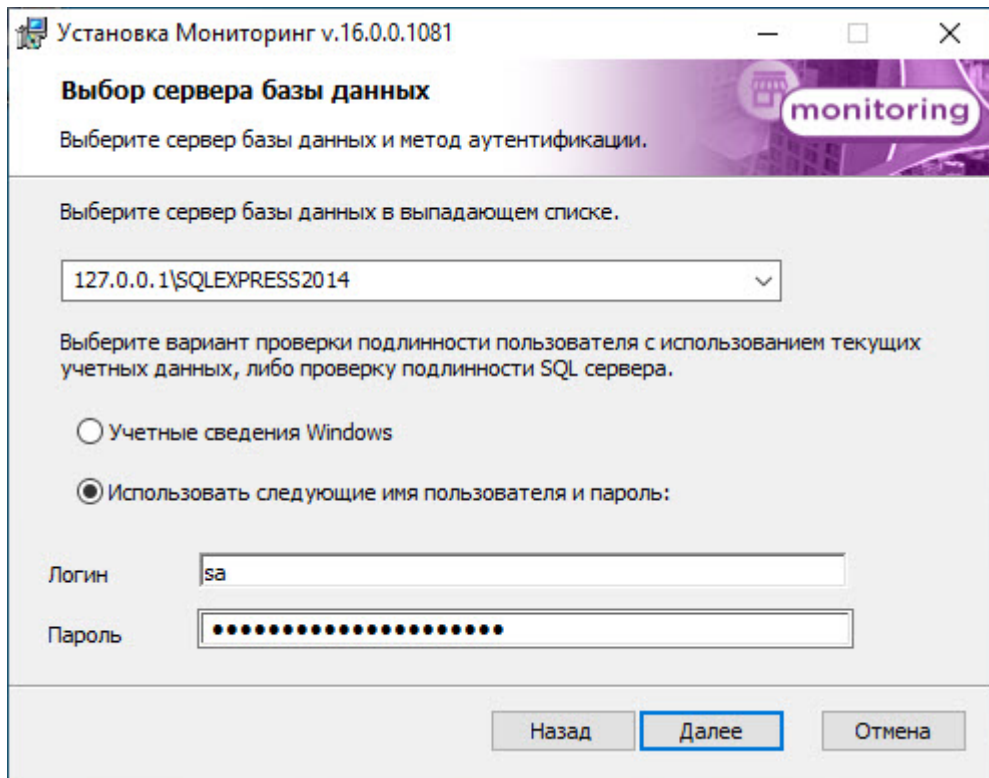 Установка Мониторинг v.16.0.0.1081
Выбор сервера базы данных
monitoring
Выберите сервер базы данных и метод аутентификации.
Выберите сервер базы данных в выпадающем списке.
127.0.0.1\SQLEXPRESS2014
Выберите вариант проверки подлинности пользователя с использованием текущих
учетных данных, либо проверку подлинности SQL сервера.
Учетные сведения Windows
Использовать следующие имя пользователя и пароль:
Логин
sa
Пароль
●●●●●●●●●●●●●●●●●●●●●
Назад
Далее
Отмена